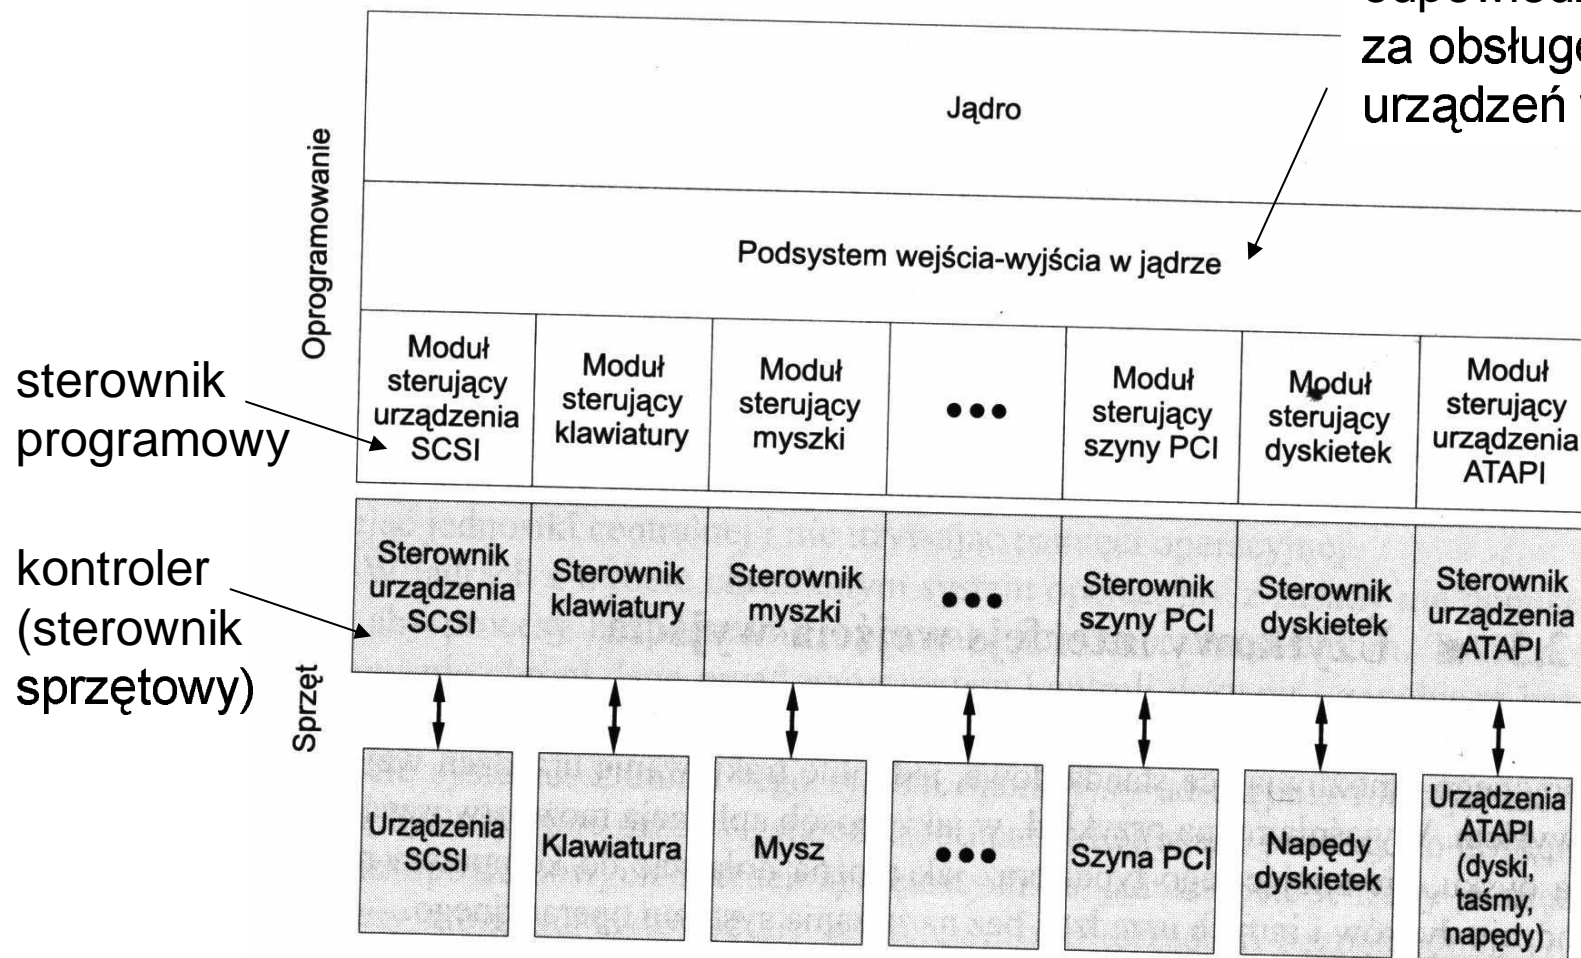 za obsługę
urządzeń
Jądro
Oprogramowanie
Podsystem wejścia-wyjścia w jądrze
sterownik
programowy
Moduł
sterujący
urządzenia
SCSI
Moduł
sterujący
klawiatury
Moduł
sterujący
myszki
•••
Moduł
sterujący
szyny PCI
Moduł
sterujący
dyskietek
Moduł
sterujący
urządzenia
ATAPI
kontroler
(sterownik
sprzętowy)
Sprzęt
Sterownik
urządzenia
SCSI
Sterownik
klawiatury
Sterownik
myszki
•••
Sterownik
szyny PCI
Sterownik
dyskietek
Sterownik
urządzenia
ATAPI
Urządzenia
SCSI
Klawiatura
Mysz
•••
Szyna PCI
Napędy
dyskietek
Urządzenia
ATAPI
(dyski,
taśmy,
napędy)